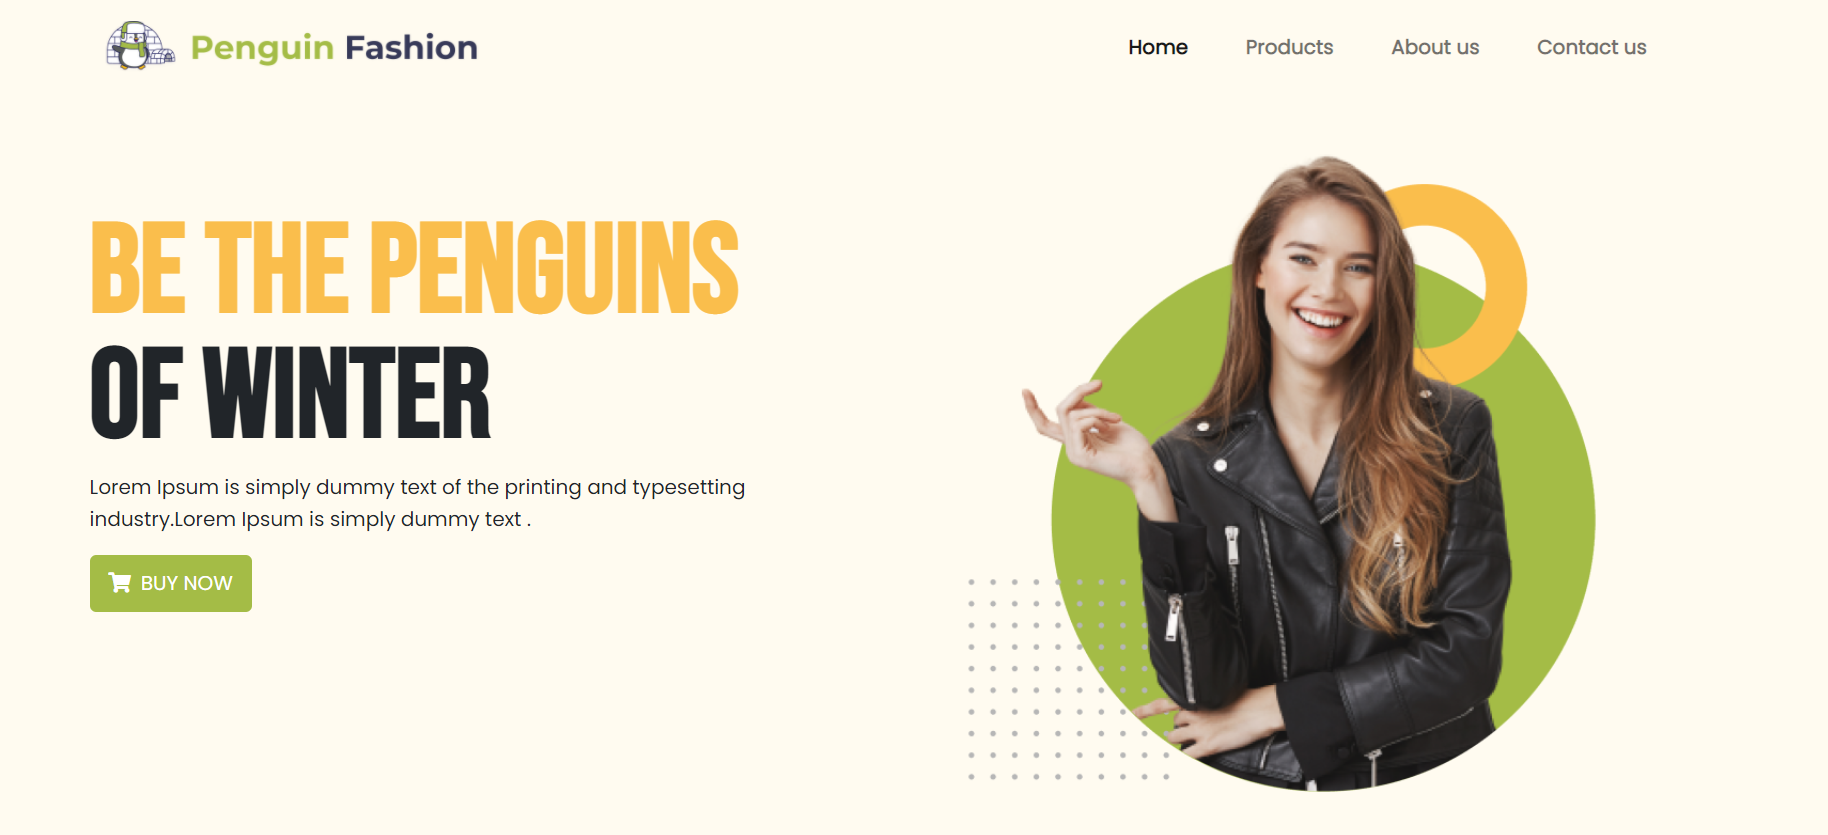 Penguin Fashion
Home Products About us Contact us
BE THE PENGUINS
OF WINTER
Lorem Ipsum is simply dummy text of the printing and typesetting
industry.Lorem Ipsum is simply dummy text .
BUY NOW